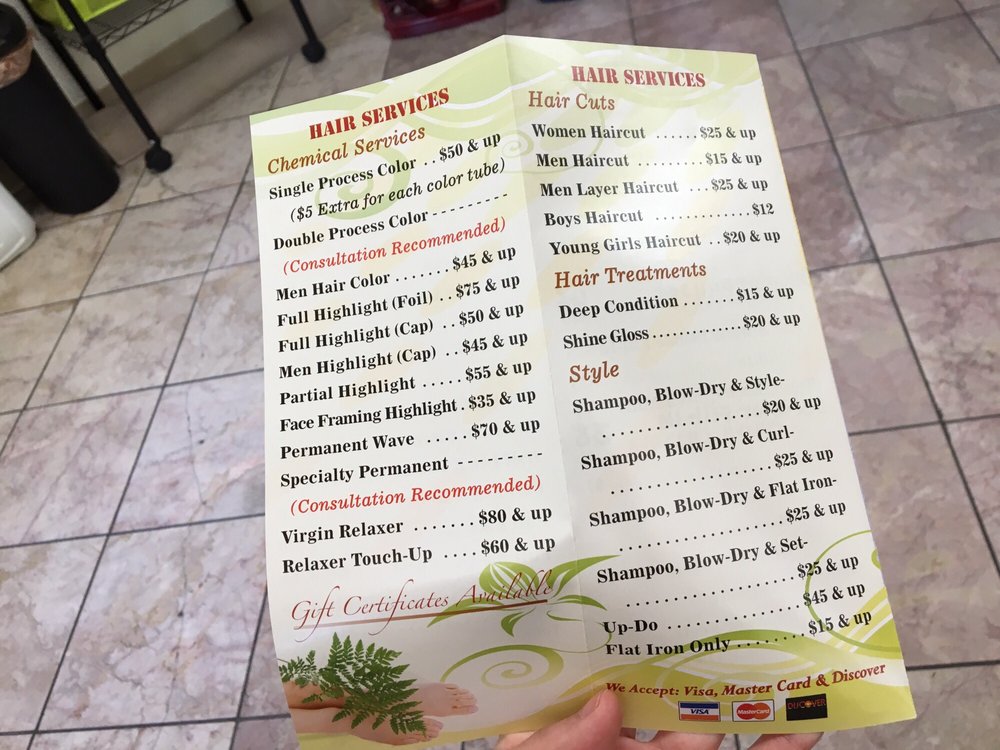 HAIR SERVICES
Chemical Services
Single Process Color . . $50 & up
($5 Extra for each color tube)
Double Process Color - - - - - - - - -
(Consultation Recommended)
Men Hair Color . . . . . . . $45 & up
Full Highlight (Foil) . . $75 & up
Full Highlight (Cap) . . $50 & up
Men Highlight (Cap) . . $45 & up
Partial Highlight . . . . . $55 & up
Face Framing Highlight . $35 & up
Permanent Wave . . . . . $70 & up
Specialty Permanent - - - - - - - - -
(Consultation Recommended)
Virgin Relaxer . . . . . . . $80 & up
Relaxer Touch-Up . . . . $60 & up
Gift Certificates Available
HAIR SERVICES
Hair Cuts
Women Haircut . . . . . . $25 & up
Men Haircut . . . . . . . . . $15 & up
Men Layer Haircut . . . $25 & up
Boys Haircut . . . . . . . . . . . . . $12
Young Girls Haircut . . $20 & up
Hair Treatments
Deep Condition . . . . . . . $15 & up
Shine Gloss . . . . . . . . . . . . . $20 & up
Style
Shampoo, Blow-Dry & Style-
. . . . . . . . . . . . . . . . . . . $20 & up
Shampoo, Blow-Dry & Curl-
. . . . . . . . . . . . . . . . . . . $25 & up
Shampoo, Blow-Dry & Flat Iron-
. . . . . . . . . . . . . . . . . . . $25 & up
Shampoo, Blow-Dry & Set-
. . . . . . . . . . . . . . . . . . . $25 & up
Up-Do . . . . . . . . . . . . . . . $45 & up
Flat Iron Only . . . . . . . . $15 & up
We Accept: Visa, Master Card & Discover
VISA MasterCard DISCOVER